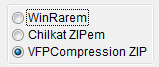 WinRarem
Chilkat ZIPem
VFPCompression ZIP